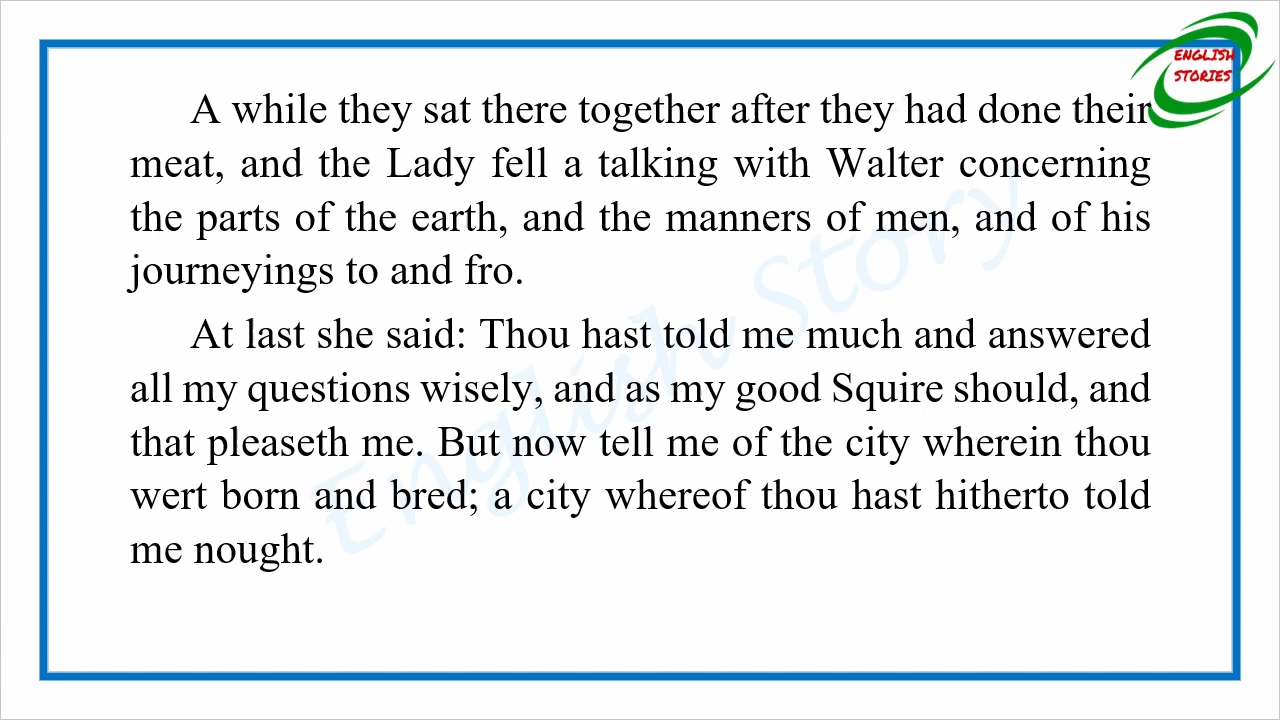 ENGLISH
STORIES
A while they sat there together after they had done their
meat, and the Lady fell a talking with Walter concerning
the parts of the earth, and the manners of men, and of his
journeyings to and fro.
At last she said: Thou hast told me much and answered
all my questions wisely, and as my good Squire should, and
that pleaseth me. But now tell me of the city wherein thou
wert born and bred; a city whereof thou hast hitherto told
me nought.
English Story